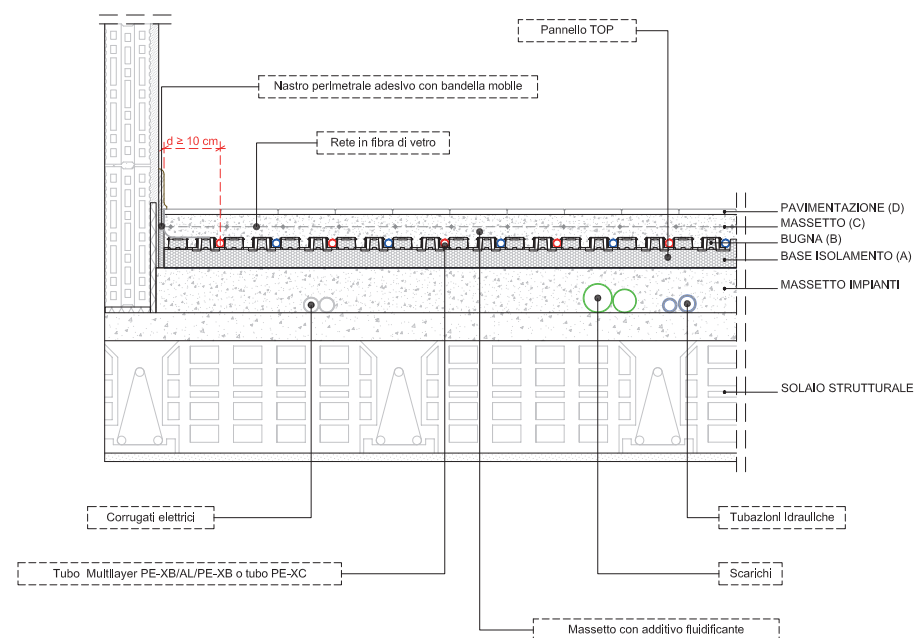 Pannello TOP
Nastro perimetrale adesivo con bandella mobile
d ≥ 10 cm
Rete in fibra di vetro
PAVIMENTAZIONE (D)
MASSETTO (C)
BUGNA (B)
BASE ISOLAMENTO (A)
MASSETTO IMPIANTI
SOLAIO STRUTTURALE
Corrugati elettrici
Tubazioni Idrauliche
Tubo Multilayer PE-XB/AL/PE-XB o tubo PE-XC
Scarichi
Massetto con additivo fluidificante